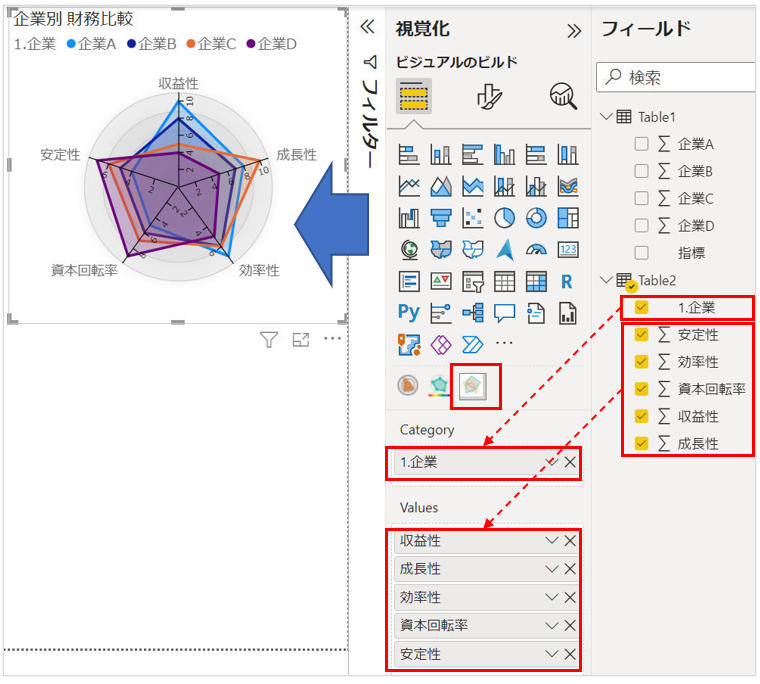 企業別 財務比較
1.企業 企業A 企業B 企業C 企業D
収益性
成長性
効率性
資本回転率
安定性
フィルター
視覚化
ビジュアルのビルド
123
R
Py
Category
1.企業
Values
収益性
成長性
効率性
資本回転率
安定性
フィールド
検索
Table1
企業A
企業B
企業C
企業D
指標
Table2
1.企業
安定性
効率性
資本回転率
収益性
成長性